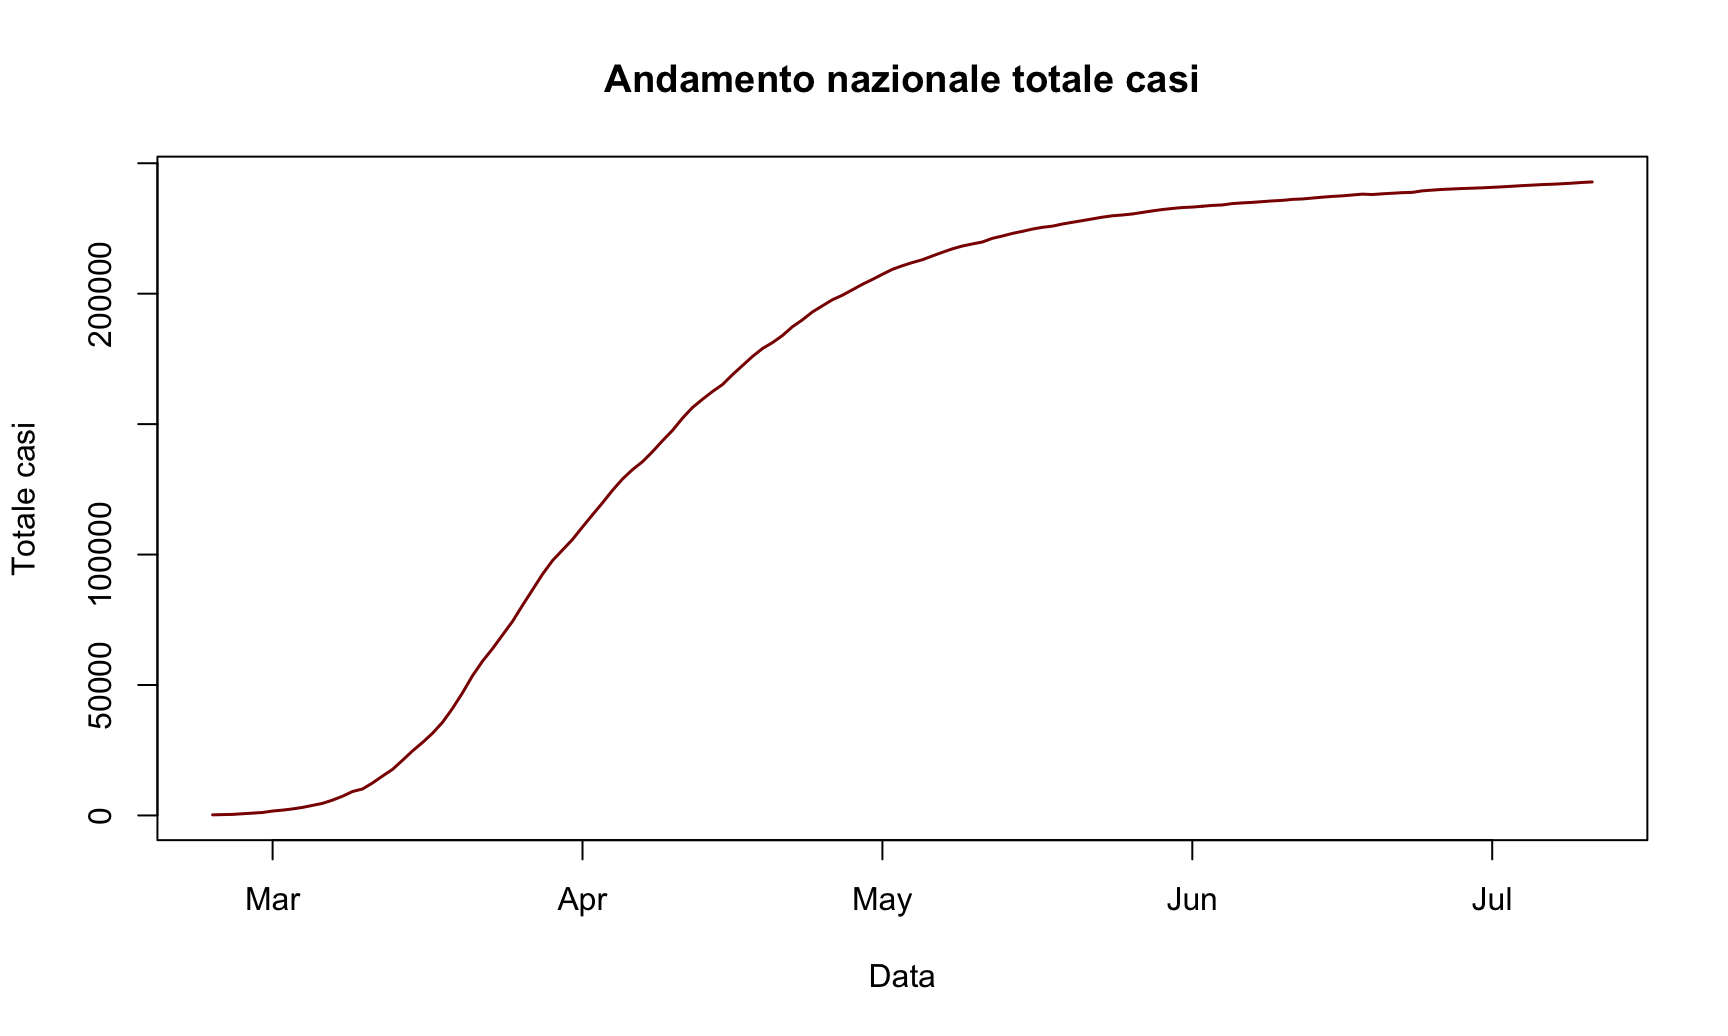 Andamento nazionale totale casi
Totale casi
200000
100000
50000
0
Mar Apr May Jun Jul
Data